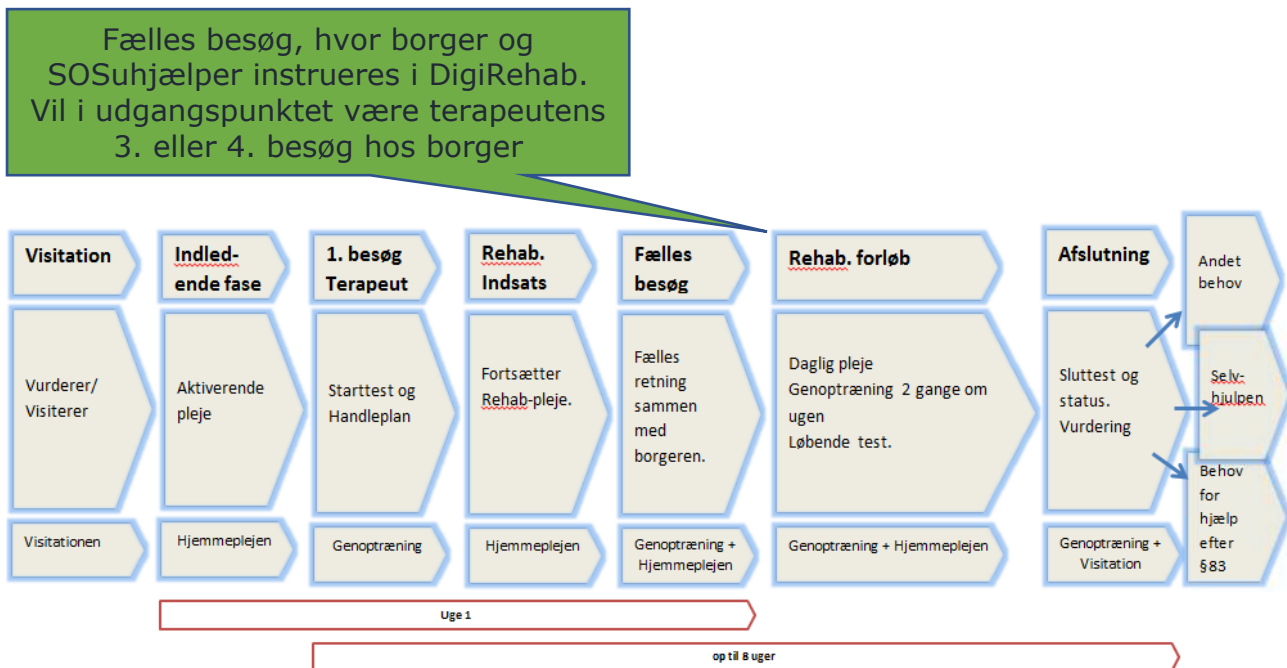 Fælles besøg, hvor borger og
SOSuhjælper instrueres i DigiRehab.
Vil i udgangspunktet være terapeutens
3. eller 4. besøg hos borger
Visitation
Indled-
ende fase
1. besøg
Terapeut
Rehab.
Indsats
Fælles
besøg
Rehab. forløb
Afslutning
Andet
behov
Vurderer/
Visiterer
Aktiverende
pleje
Starttest og
Handleplan
Fortsætter
Rehab-pleje.
Fælles
retning
sammen
med
borgeren.
Daglig pleje
Genoptræning 2 gange om
ugen
Løbende test.
Sluttest og
status.
Vurdering
Selv-
hjulpen
Behov
for
hjælp
efter
§83
Visitationen
Hjemmeplejen
Genoptræning
Hjemmeplejen
Genoptræning +
Hjemmeplejen
Genoptræning + Hjemmeplejen
Genoptræning +
Visitation
Uge 1
op til 8 uger